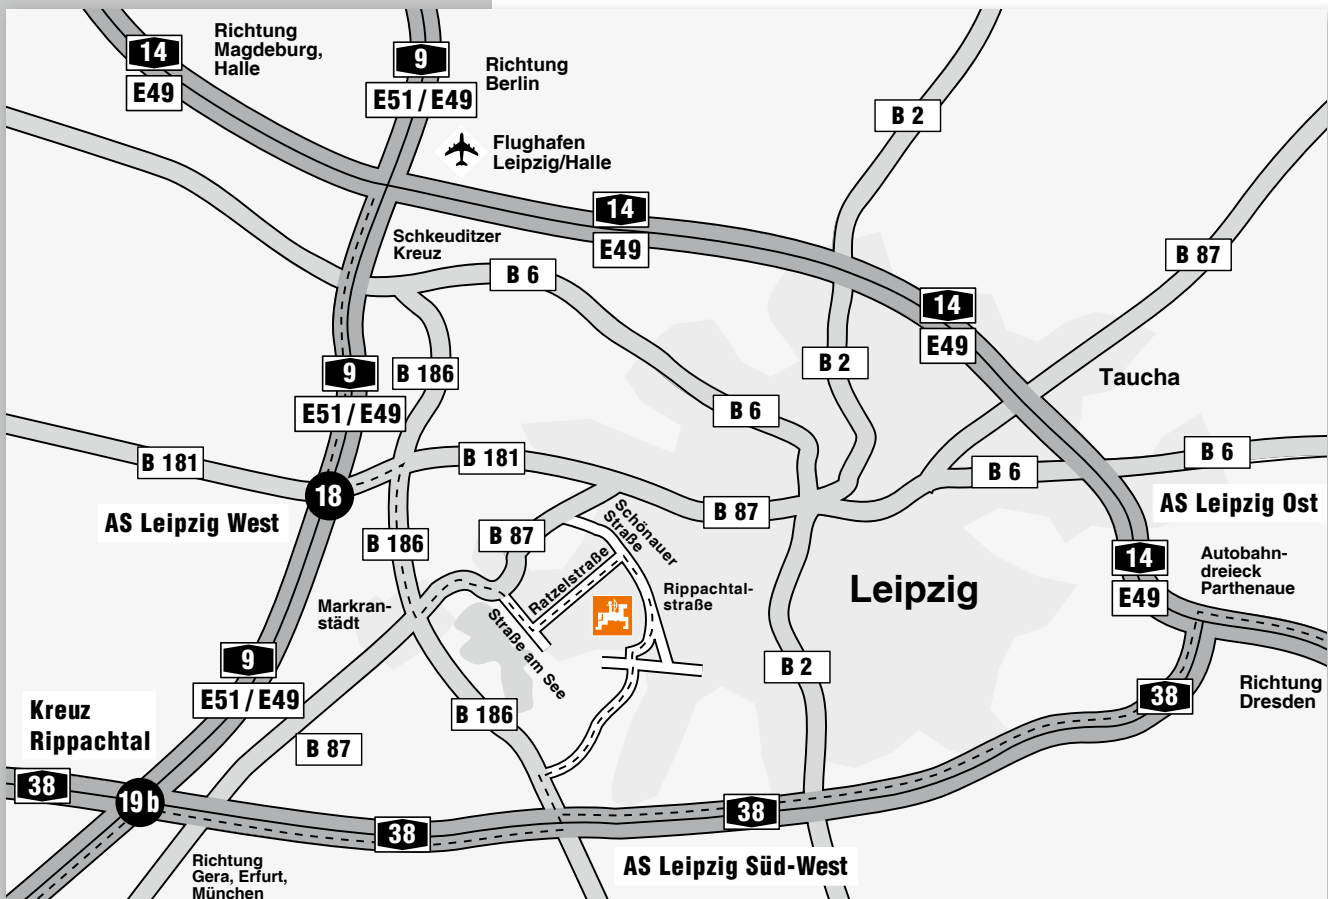 14
E49
Richtung
Magdeburg,
Halle
9
E51 / E49
Richtung
Berlin
Flughafen
Leipzig/Halle
B 2
14
E49
B 87
Schkeuditzer
Kreuz
B 6
14
E49
9
E51 / E49
B 186
B 2
Taucha
B 6
B 181
B 181
B 6
B 6
18
AS Leipzig West
B 87
AS Leipzig Ost
B 186
B 87
Schönauer
Straße
14
E49
Autobahn-
dreieck
Parthenaue
Ratzelstraße
Rippachtal-
straße
Leipzig
Markran-
städt
Straße am See
9
E51 / E49
B 2
38
Richtung
Dresden
Kreuz
Rippachtal
B 186
B 87
38
19b
38
38
AS Leipzig Süd-West
Richtung
Gera, Erfurt,
München